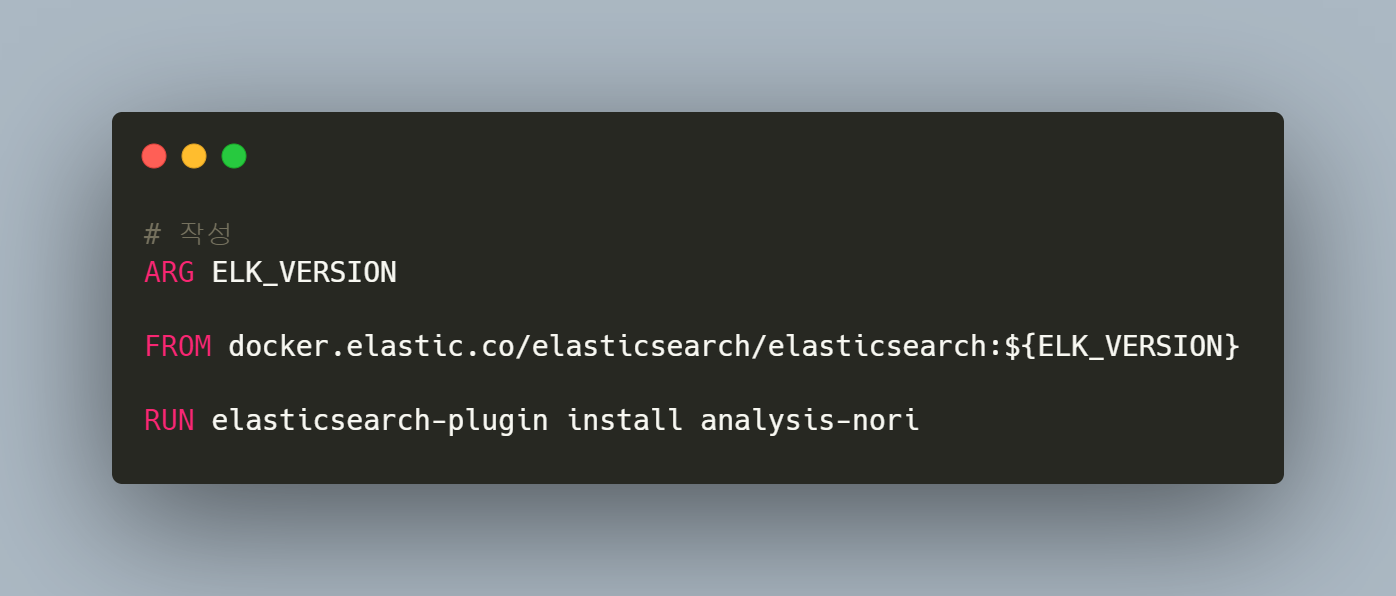 # 작성
ARG ELK_VERSION
FROM docker.elastic.co/elasticsearch/elasticsearch:${ELK_VERSION}
RUN elasticsearch-plugin install analysis-nori